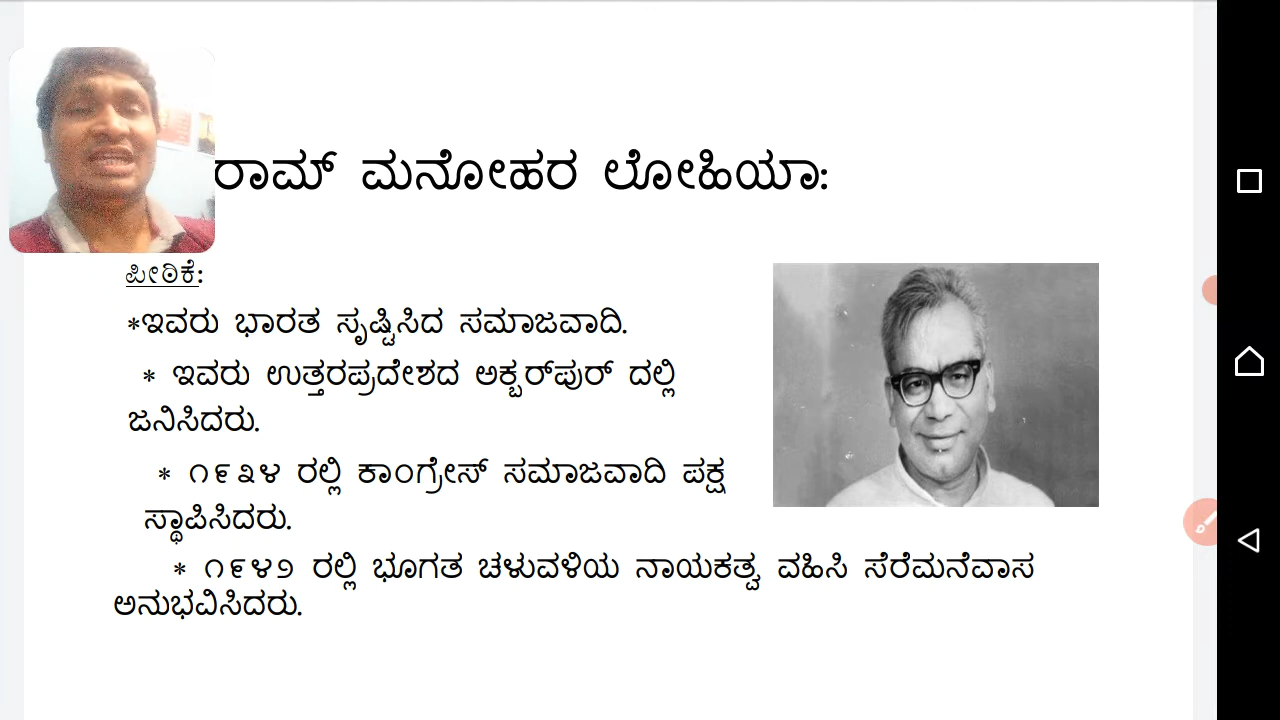 ರಾಮ್ ಮನೋಹರ ಲೋಹಿಯಾ:
ಪೀಠಿಕೆ:
*ಇವರು ಭಾರತ ಸೃಷ್ಟಿಸಿದ ಸಮಾಜವಾದಿ.
* ಇವರು ಉತ್ತರಪ್ರದೇಶದ ಅಕ್ಬರ್‌ಪುರ್ ದಲ್ಲಿ
ಜನಿಸಿದರು.
* ೧೯೩೪ ರಲ್ಲಿ ಕಾಂಗ್ರೇಸ್ ಸಮಾಜವಾದಿ ಪಕ್ಷ
ಸ್ಥಾಪಿಸಿದರು.
* ೧೯೪೨ ರಲ್ಲಿ ಭೂಗತ ಚಳುವಳಿಯ ನಾಯಕತ್ವ ವಹಿಸಿ ಸೆರೆಮನೆವಾಸ
ಅನುಭವಿಸಿದರು.